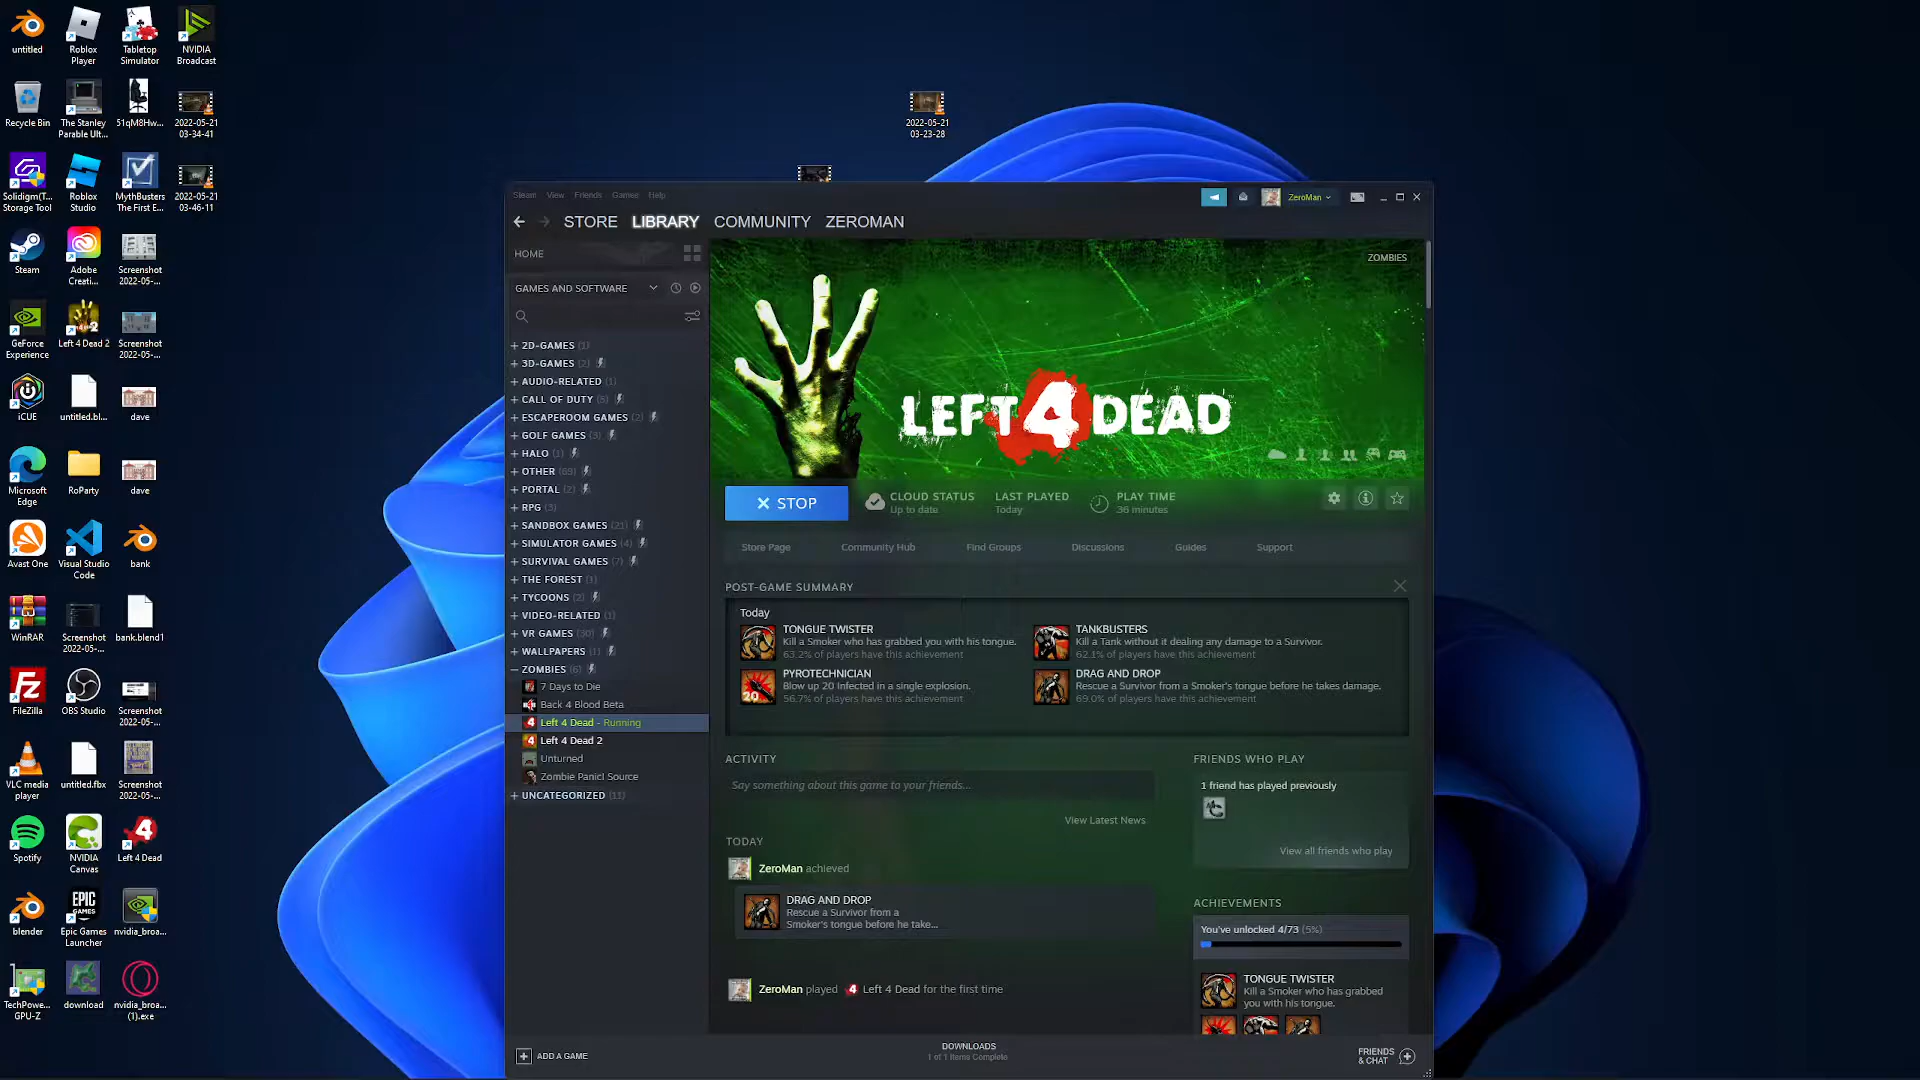 untitled
Roblox
Player
Tabletop
Simulator
NVIDIA
Broadcast
Recycle Bin
The Stanley
Parable Ult...
51qM8Hw...
2022-05-21
03-34-41
2022-05-21
03-23-28
Solidigm(T...
Storage Tool
Roblox
Studio
MythBusters
The First E...
2022-05-21
03-46-11
Steam
Adobe
Creati...
Screenshot
2022-05-...
GeForce
Experience
Left 4 Dead 2
Screenshot
2022-05-...
iCUE
untitled.bl...
dave
Microsoft
Edge
RoParty
dave
Avast One
Visual Studio
Code
bank
WinRAR
Screenshot
2022-05-...
bank.blend1
FileZilla
OBS Studio
Screenshot
2022-05-...
VLC media
player
untitled.fbx
Screenshot
2022-05-...
Spotify
NVIDIA
Canvas
Left 4 Dead
blender
Epic Games
Launcher
nvidia_broa...
TechPowe...
GPU-Z
download
nvidia_broa...
(1).exe
Steam View Friends Games Help
ZeroMan
STORE LIBRARY COMMUNITY ZEROMAN
HOME
GAMES AND SOFTWARE
+ 2D-GAMES (1)
+ 3D-GAMES (2)
+ AUDIO-RELATED (1)
+ CALL OF DUTY (5)
+ ESCAPEROOM GAMES (2)
+ GOLF GAMES (3)
+ HALO (1)
+ OTHER (69)
+ PORTAL (2)
+ RPG (3)
+ SANDBOX GAMES (21)
+ SIMULATOR GAMES (4)
+ SURVIVAL GAMES (7)
+ THE FOREST (1)
+ TYCOONS (2)
+ VIDEO-RELATED (1)
+ VR GAMES (30)
+ WALLPAPERS (1)
— ZOMBIES (6)
7 Days to Die
Back 4 Blood Beta
Left 4 Dead - Running
Left 4 Dead 2
Unturned
Zombie Panic! Source
+ UNCATEGORIZED (13)
+ ADD A GAME
ZOMBIES
LEFT 4 DEAD
STOP
CLOUD STATUS
Up to date
LAST PLAYED
Today
PLAY TIME
36 minutes
Store Page Community Hub Find Groups Discussions Guides Support
POST-GAME SUMMARY
Today
TONGUE TWISTER
Kill a Smoker who has grabbed you with his tongue.
63.2% of players have this achievement
TANKBUSTERS
Kill a Tank without it dealing any damage to a Survivor.
62.1% of players have this achievement
20
PYROTECHNICIAN
Blow up 20 Infected in a single explosion.
56.7% of players have this achievement
DRAG AND DROP
Rescue a Survivor from a Smoker's tongue before he takes damage.
69.0% of players have this achievement
ACTIVITY
Say something about this game to your friends...
View Latest News
TODAY
ZeroMan achieved
DRAG AND DROP
Rescue a Survivor from a
Smoker's tongue before he take...
ZeroMan played Left 4 Dead for the first time
FRIENDS WHO PLAY
1 friend has played previously
View all friends who play
ACHIEVEMENTS
You've unlocked 4/73 (5%)
TONGUE TWISTER
Kill a Smoker who has grabbed
you with his tongue.
DOWNLOADS
1 of 1 Items Complete
FRIENDS
& CHAT